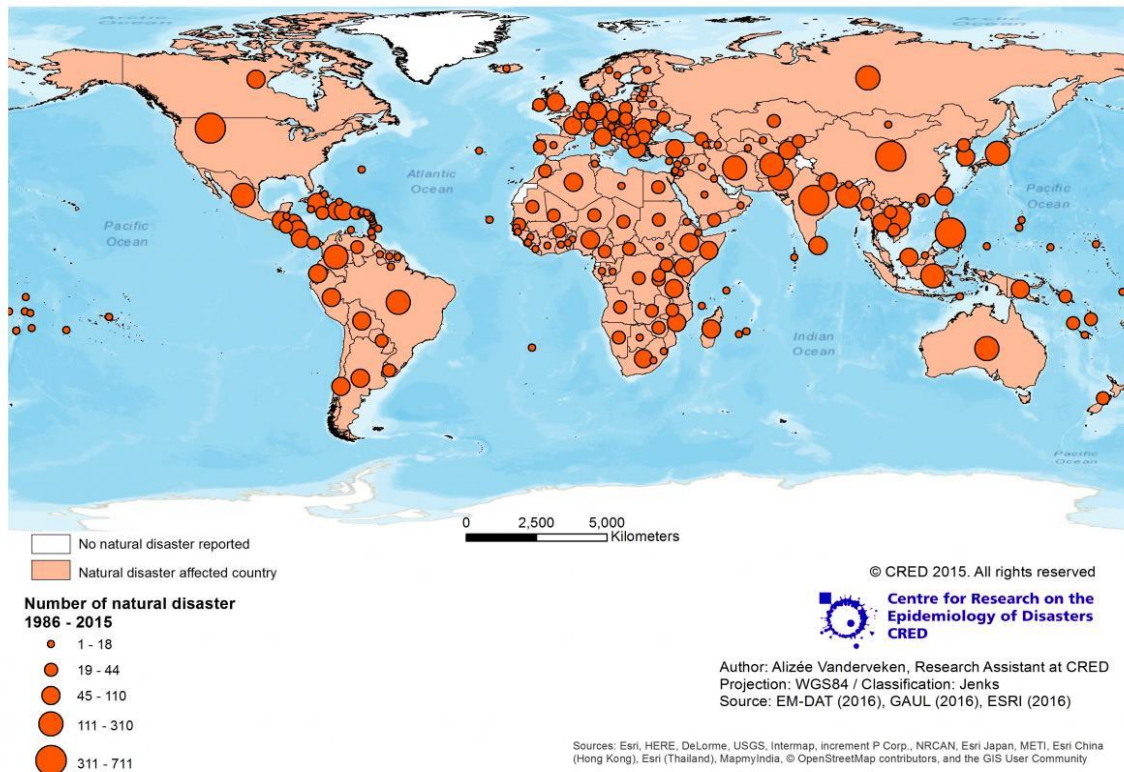 Arctic
Ocean
Arctic
Ocean
Atlantic
Ocean
Pacific
Ocean
Pacific
Ocean
Indian
Ocean
Pacific
Ocean
0 2,500 5,000
Kilometers
No natural disaster reported
Natural disaster affected country
© CRED 2015. All rights reserved
Number of natural disaster
1986 - 2015
1 - 18
19 - 44
45 - 110
111 - 310
311 - 711
Centre for Research on the
Epidemiology of Disasters
CRED
Author: Alizée Vanderveken, Research Assistant at CRED
Projection: WGS84 / Classification: Jenks
Source: EM-DAT (2016), GAUL (2016), ESRI (2016)
Sources: Esri, HERE, DeLorme, USGS, Intermap, increment P Corp., NRCAN, Esri Japan, METI, Esri China
(Hong Kong), Esri (Thailand), MapmyIndia, © OpenStreetMap contributors, and the GIS User Community